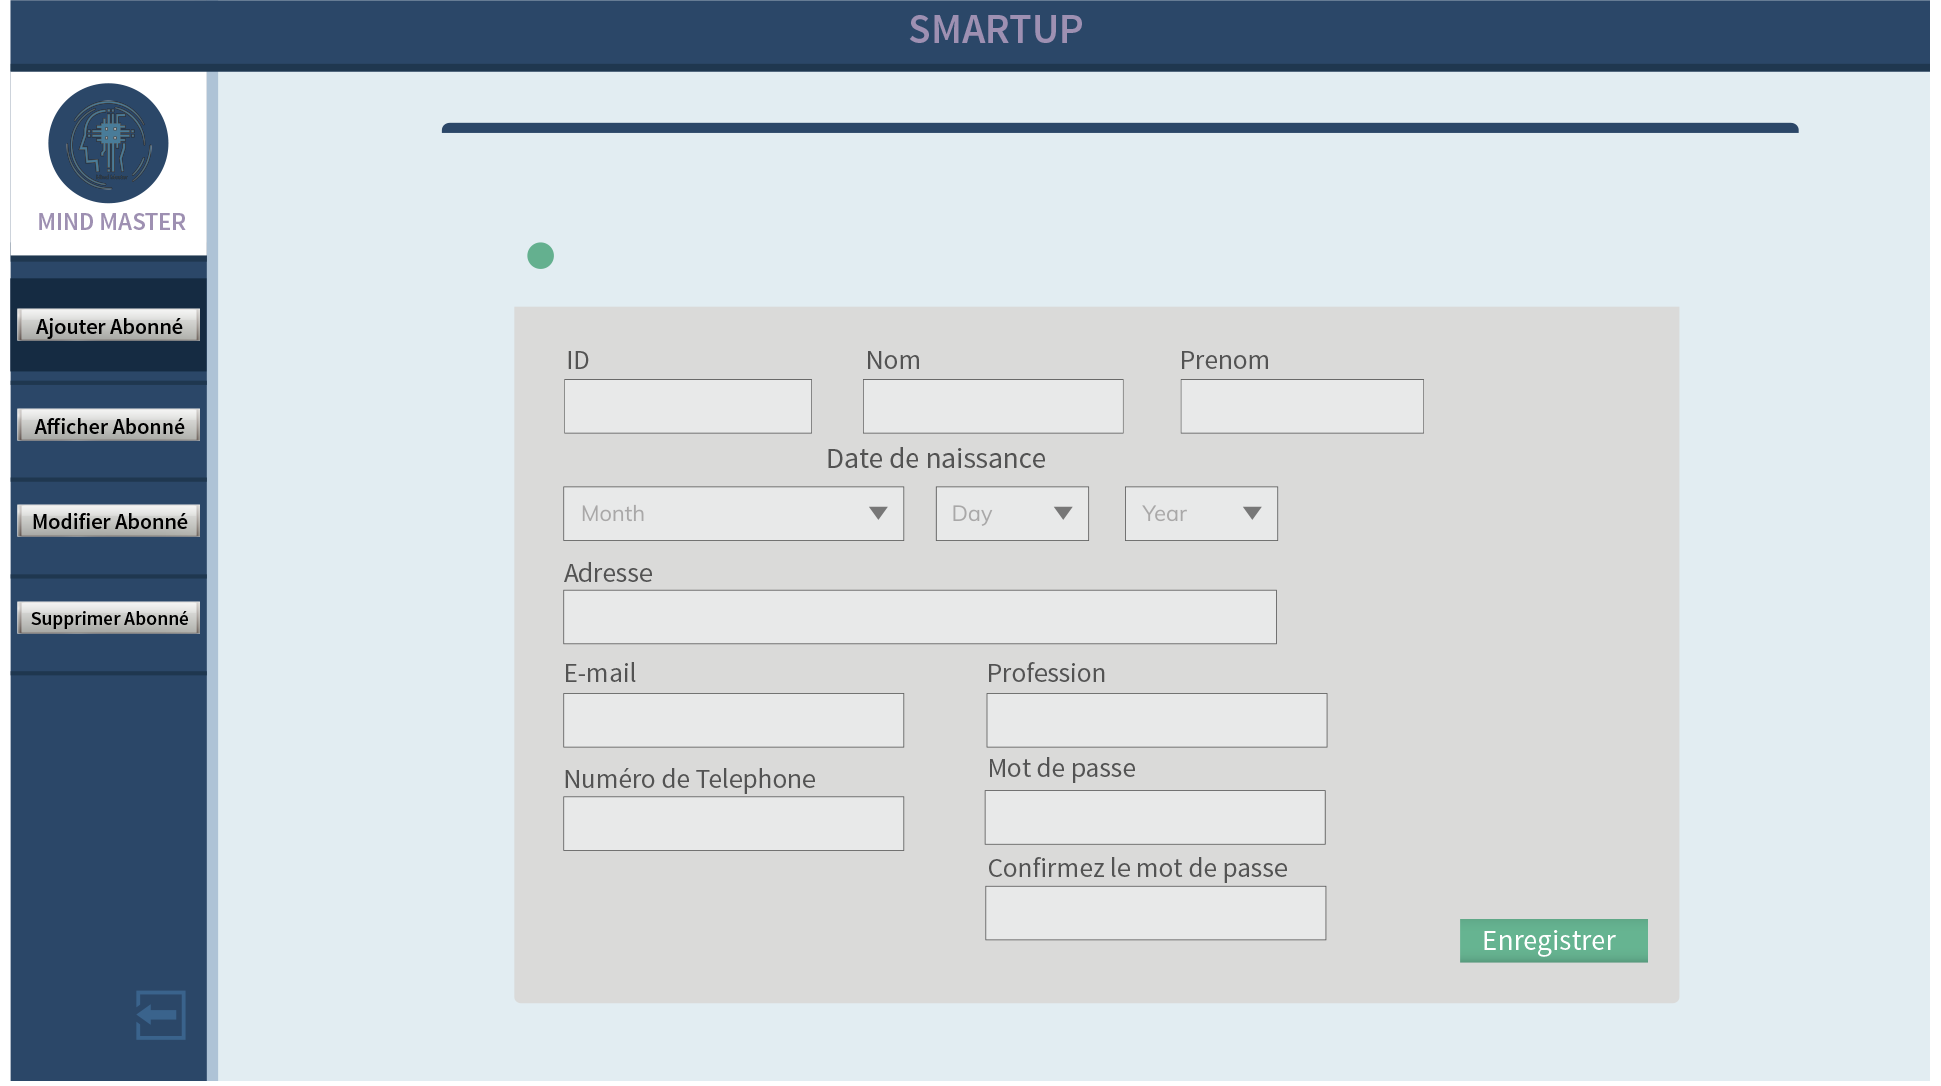 SMARTUP
MIND MASTER
Ajouter Abonné
Afficher Abonné
Modifier Abonné
Supprimer Abonné
ID
Nom
Prenom
Date de naissance
Month
Day
Year
Adresse
E-mail
Profession
Numéro de Telephone
Mot de passe
Confirmez le mot de passe
Enregistrer